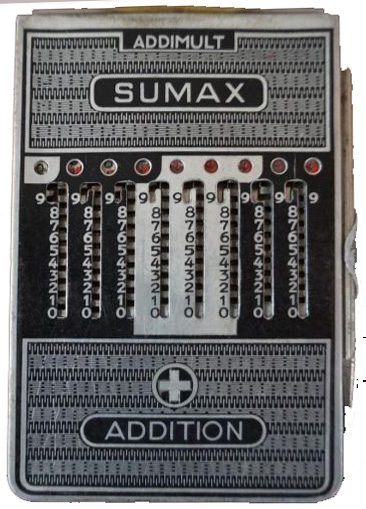 ADDIMULT
SUMAX
9 9 9 9 9 9 9 9 9
8 8 8 8 8 8 8 8
7 7 7 7 7 7 7 7
6 6 6 6 6 6 6 6
5 5 5 5 5 5 5 5
4 4 4 4 4 4 4 4
3 3 3 3 3 3 3 3
2 2 2 2 2 2 2 2
1 1 1 1 1 1 1 1
0 0 0 0 0 0 0 0
ADDITION